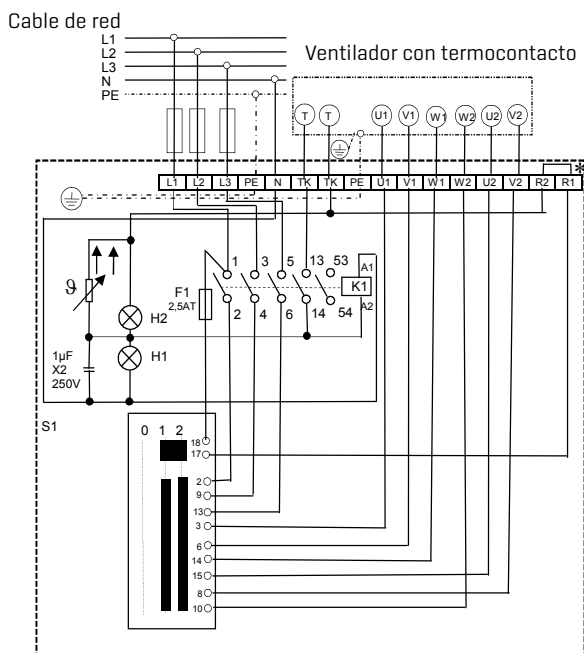 Cable de red
L1
L2
L3
N
PE
Ventilador con termocontacto
T T U1 V1 W1 W2 U2 V2
L1 L2 L3 PE N TK TK PE U1 V1 W1 W2 U2 V2 R2 R1 *
ϑ
1 3 5 13 53
A1
K1
A2
F1
2,5AT
2 4 6 14 54
H2
H1
1µF
X2
250V
S1
0 1 2
18
17
2
9
13
3
6
14
15
8
10